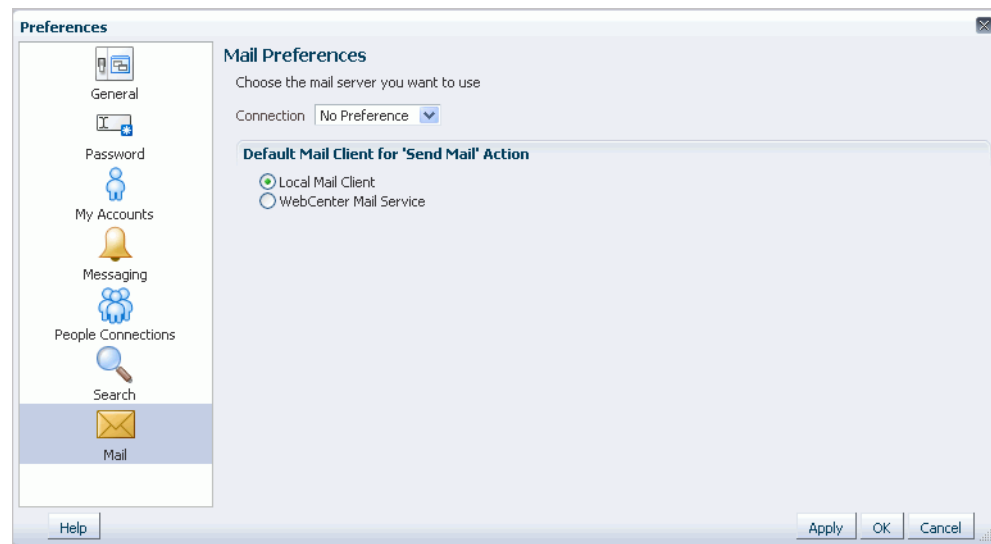 Preferences
General
Password
My Accounts
Messaging
People Connections
Search
Mail
Mail Preferences
Choose the mail server you want to use
Connection No Preference
Default Mail Client for 'Send Mail' Action
Local Mail Client
WebCenter Mail Service
Help Apply OK Cancel